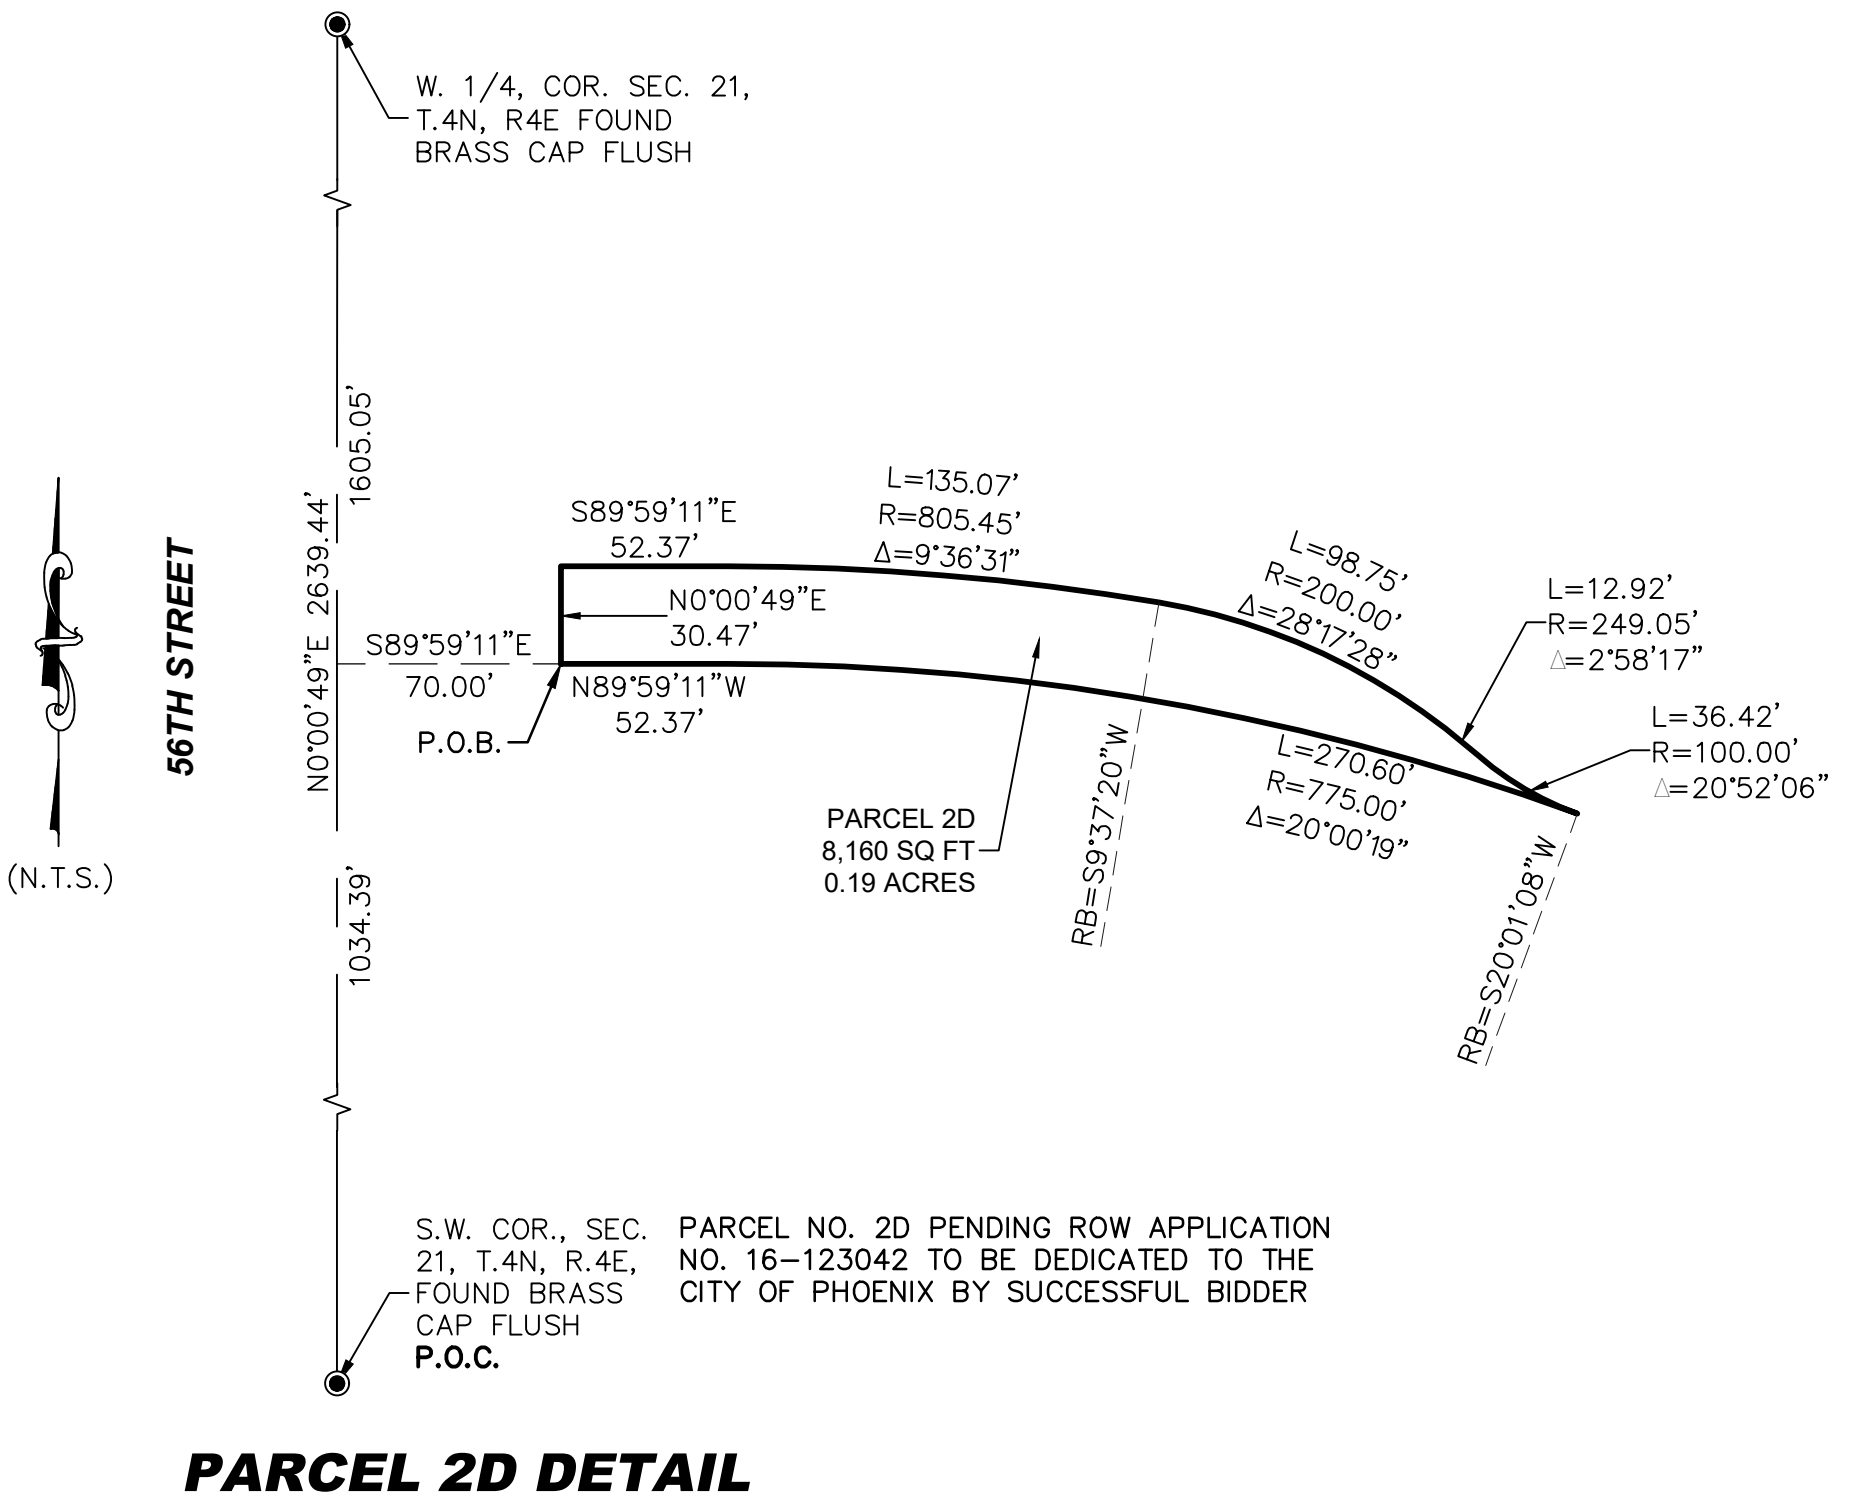 W. 1/4, COR. SEC. 21,
T.4N, R4E FOUND
BRASS CAP FLUSH
1605.05'
N0°00'49"E 2639.44'
1034.39'
56TH STREET
(N.T.S.)
S89°59'11"E
70.00'
P.O.B.
S89°59'11"E
52.37'
N0°00'49"E
30.47'
N89°59'11"W
52.37'
L=135.07'
R=805.45'
Δ=9°36'31"
L=98.75'
R=200.00'
Δ=28°17'28"
L=12.92'
R=249.05'
Δ=2°58'17"
L=36.42'
R=100.00'
Δ=20°52'06"
L=270.60'
R=775.00'
Δ=20°00'19"
RB=S9°37'20"W
RB=S20°01'08"W
PARCEL 2D
8,160 SQ FT
0.19 ACRES
S.W. COR., SEC.
21, T.4N, R.4E,
FOUND BRASS
CAP FLUSH
P.O.C.
PARCEL NO. 2D PENDING ROW APPLICATION
NO. 16-123042 TO BE DEDICATED TO THE
CITY OF PHOENIX BY SUCCESSFUL BIDDER
PARCEL 2D DETAIL